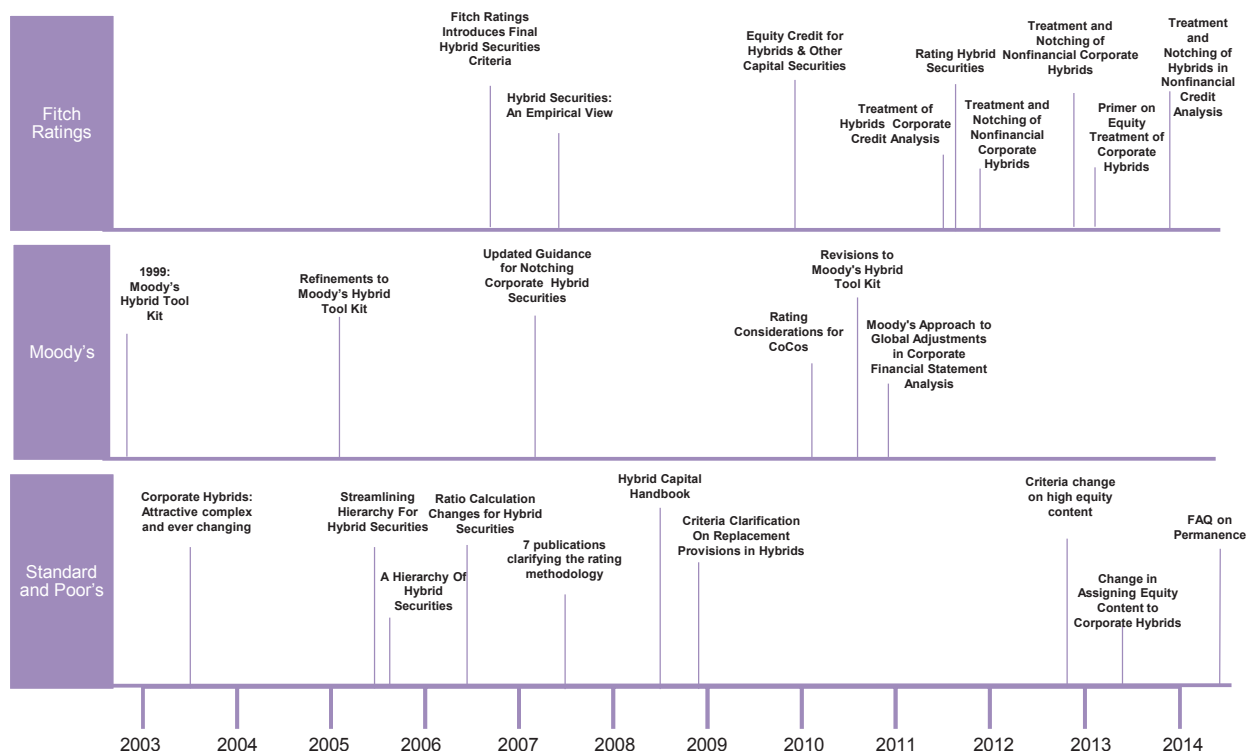 Fitch
Ratings
Fitch Ratings
Introduces Final
Hybrid Securities
Criteria
Hybrid Securities:
An Empirical View
Equity Credit for
Hybrids & Other
Capital Securities
Treatment of
Hybrids Corporate
Credit Analysis
Rating Hybrid
Securities
Treatment and
Notching of
Nonfinancial
Corporate
Hybrids
Treatment and
Notching of
Nonfinancial Corporate
Hybrids
Primer on
Equity
Treatment of
Corporate
Hybrids
Treatment
and
Notching of
Hybrids in
Nonfinancial
Credit
Analysis
Moody's
1999:
Moody's
Hybrid Tool
Kit
Refinements to
Moody's Hybrid
Tool Kit
Updated Guidance
for Notching
Corporate Hybrid
Securities
Rating
Considerations for
CoCos
Revisions to
Moody's Hybrid
Tool Kit
Moody's Approach to
Global Adjustments
in Corporate
Financial Statement
Analysis
Standard
and Poor's
Corporate Hybrids:
Attractive complex
and ever changing
Streamlining
Hierarchy For
Hybrid Securities
A Hierarchy Of
Hybrid
Securities
Ratio Calculation
Changes for Hybrid
Securities
7 publications
clarifying the rating
methodology
Hybrid Capital
Handbook
Criteria Clarification
On Replacement
Provisions in Hybrids
Criteria change
on high equity
content
Change in
Assigning Equity
Content to
Corporate Hybrids
FAQ on
Permanence
2003 2004 2005 2006 2007 2008 2009 2010 2011 2012 2013 2014